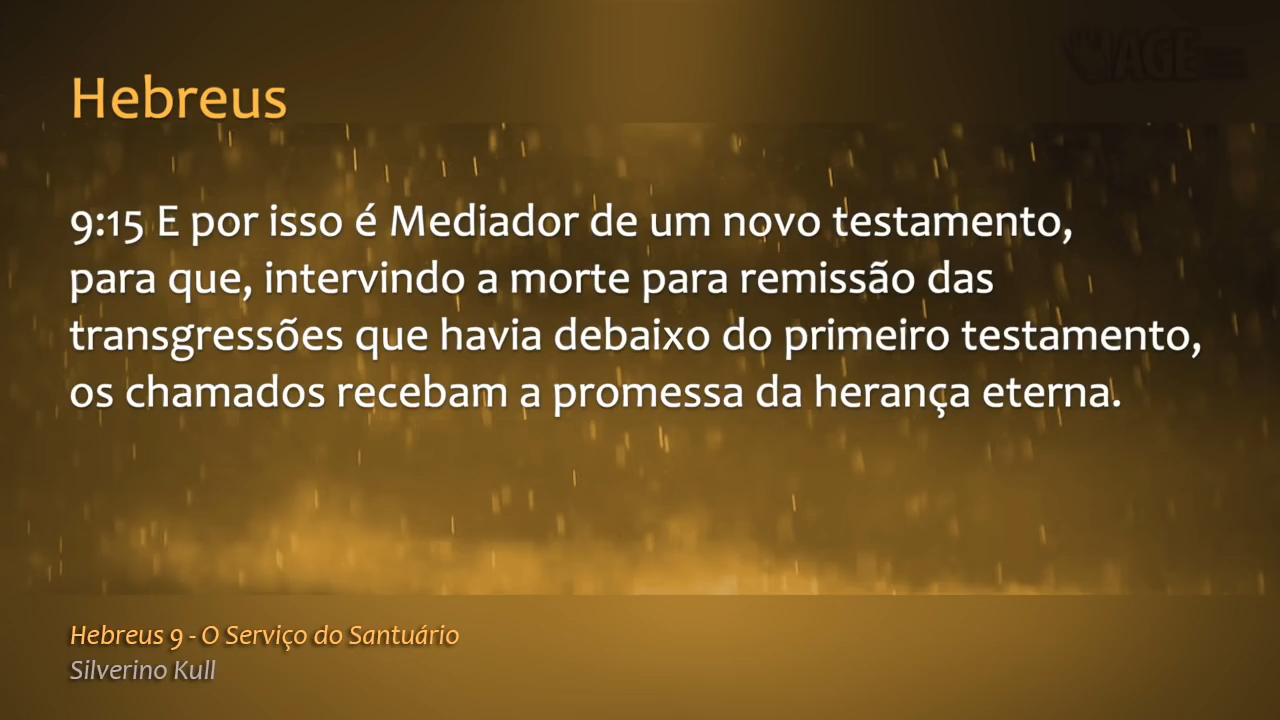 Hebreus
9:15 E por isso é Mediador de um novo testamento,
para que, intervindo a morte para remissão das
transgressões que havia debaixo do primeiro testamento,
os chamados recebam a promessa da herança eterna.
Hebreus 9 - O Serviço do Santuário
Silverino Kull